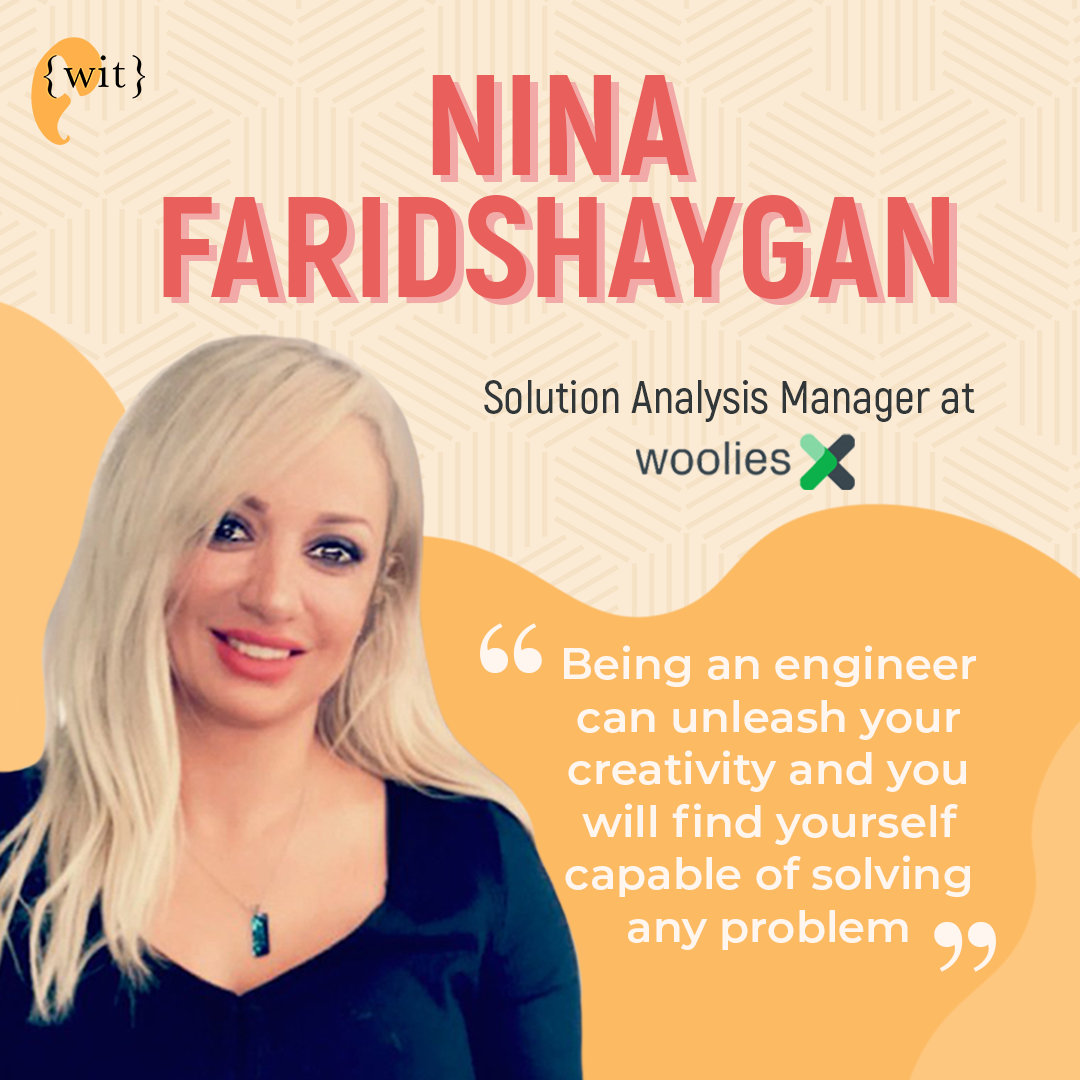 {wit}
NINA
FARIDSHAYGAN
Solution Analysis Manager at
woolies X
“ Being an engineer
can unleash your
creativity and you
will find yourself
capable of solving
any problem ”